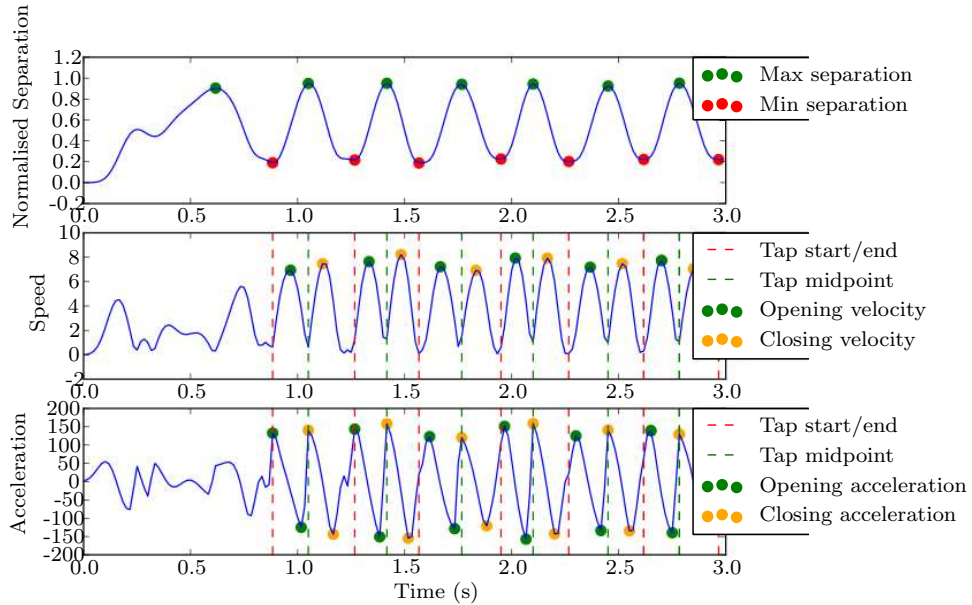 Normalised Separation
1.2
1.0
0.8
0.6
0.4
0.2
0.0
-0.2
0.0 0.5 1.0 1.5 2.0 2.5 3.0
Max separation
Min separation
Speed
10
8
6
4
2
0
-2
0.0 0.5 1.0 1.5 2.0 2.5 3.0
Tap start/end
Tap midpoint
Opening velocity
Closing velocity
Acceleration
200
150
100
50
0
-50
-100
-150
-200
0.0 0.5 1.0 1.5 2.0 2.5 3.0
Time (s)
Tap start/end
Tap midpoint
Opening acceleration
Closing acceleration